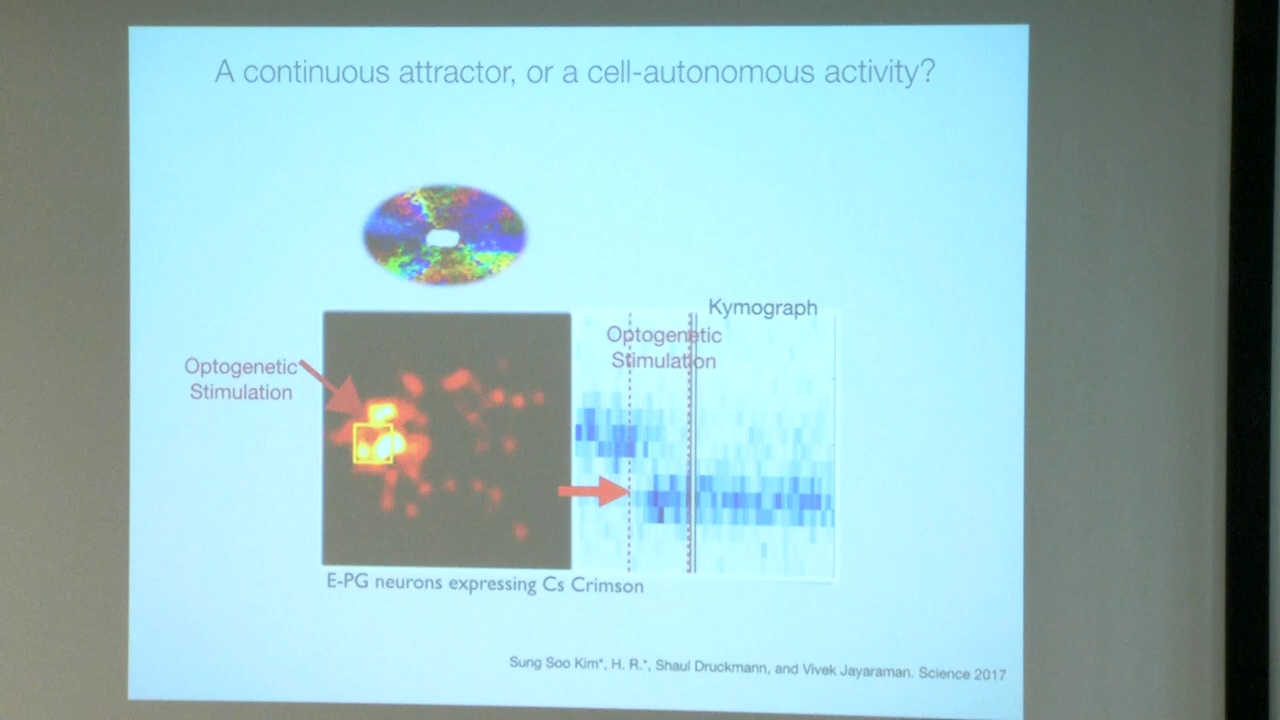 A continuous attractor, or a cell-autonomous activity?
Kymograph
Optogenetic
Stimulation
Optogenetic
Stimulation
E-PG neurons expressing Cs Crimson
Sung Soo Kim*, H. R.*, Shaul Druckmann, and Vivek Jayaraman. Science 2017